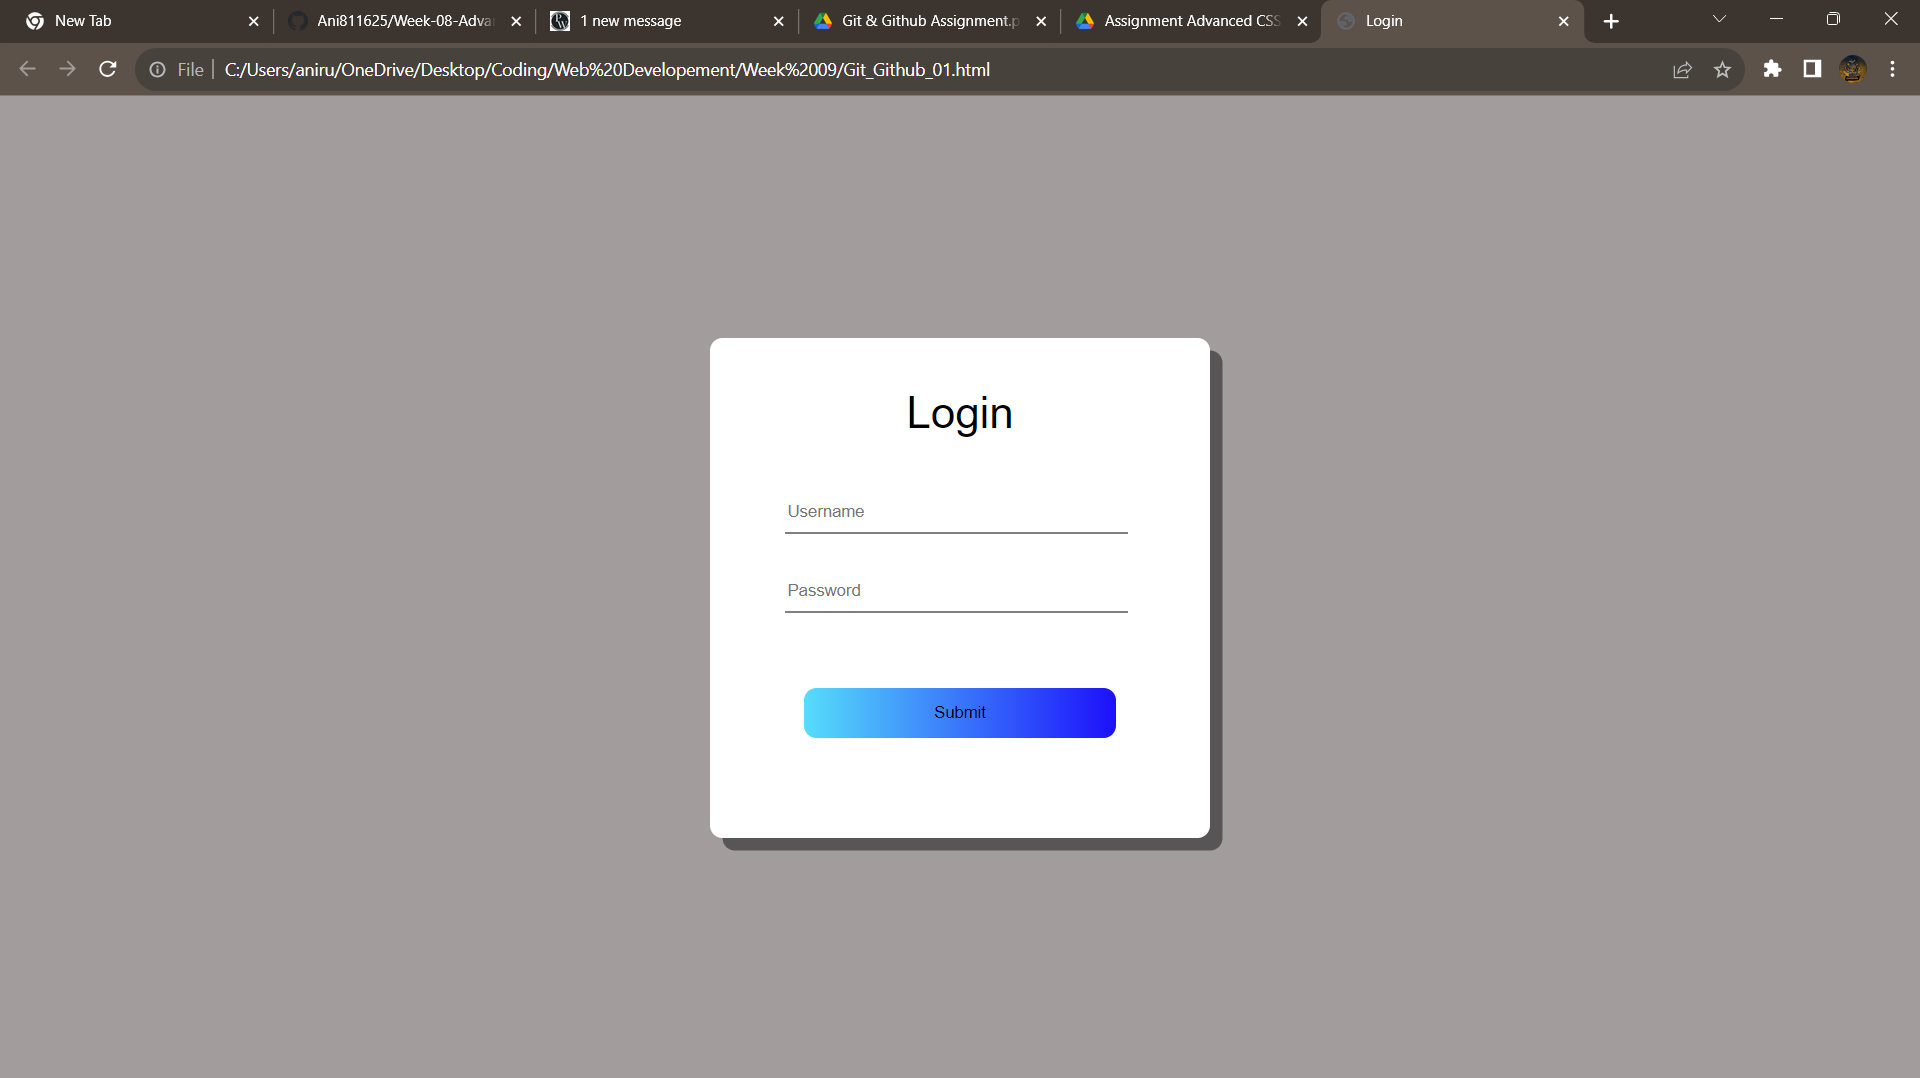 New Tab
Ani811625/Week-08-Adva
1 new message
Git & Github Assignment.p
Assignment Advanced CSS
Login
File
C:/Users/aniru/OneDrive/Desktop/Coding/Web%20Developement/Week%2009/Git_Github_01.html
Login
Username
Password
Submit